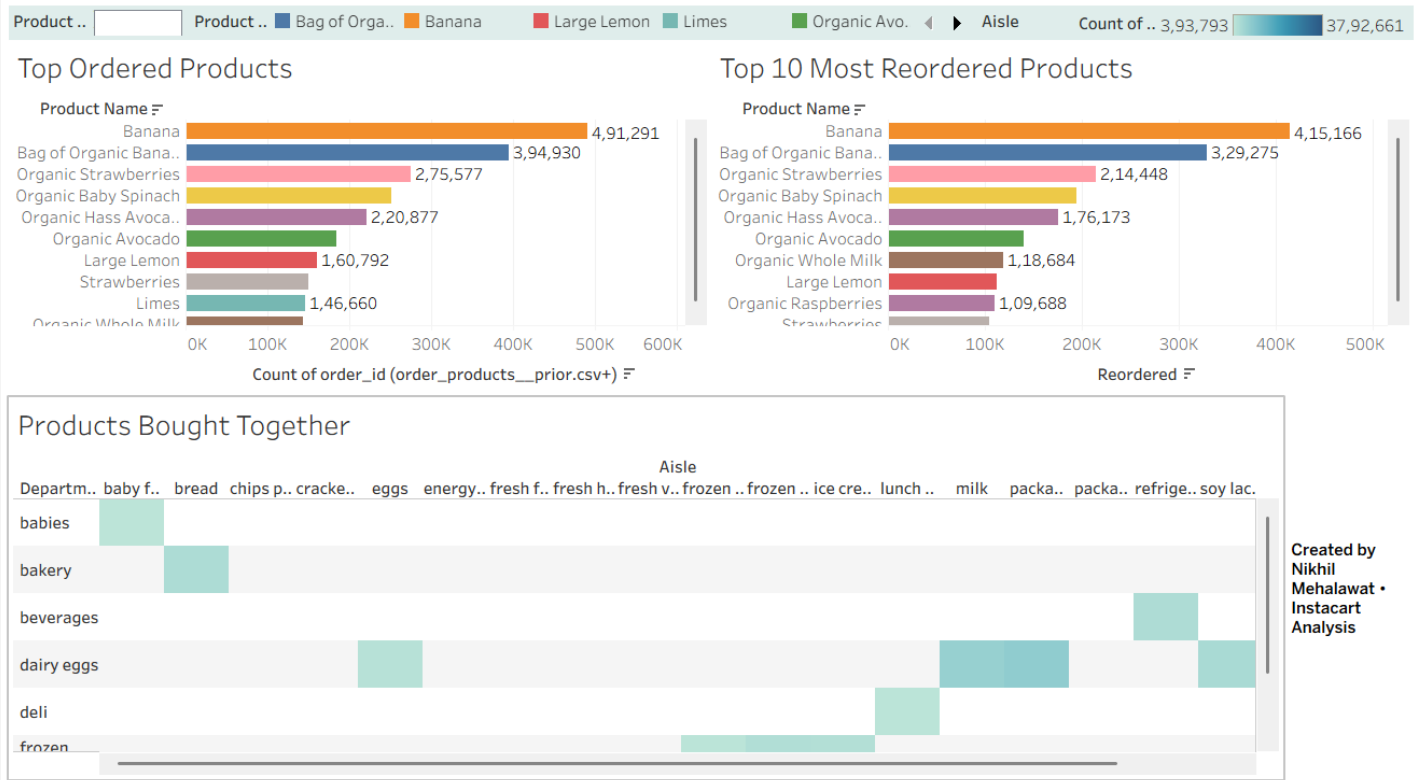 Product .. Product .. Bag of Orga.. Banana Large Lemon Limes Organic Avo. Aisle Count of .. 3,93,793 37,92,661
Top Ordered Products
Product Name
Banana 4,91,291
Bag of Organic Bana.. 3,94,930
Organic Strawberries 2,75,577
Organic Baby Spinach
Organic Hass Avoca.. 2,20,877
Organic Avocado
Large Lemon 1,60,792
Strawberries
Limes 1,46,660
Organic Whole Milk
0K 100K 200K 300K 400K 500K 600K
Count of order_id (order_products__prior.csv+)
Top 10 Most Reordered Products
Product Name
Banana 4,15,166
Bag of Organic Bana.. 3,29,275
Organic Strawberries 2,14,448
Organic Baby Spinach
Organic Hass Avoca.. 1,76,173
Organic Avocado
Organic Whole Milk 1,18,684
Large Lemon
Organic Raspberries 1,09,688
Strawberries
0K 100K 200K 300K 400K 500K
Reordered
Products Bought Together
Aisle
Departm.. baby f.. bread chips p.. cracke.. eggs energy.. fresh f.. fresh h.. fresh v.. frozen .. frozen .. ice cre.. lunch .. milk packa.. packa.. refrige.. soy lac.
babies
bakery
beverages
dairy eggs
deli
frozen
Created by
Nikhil
Mehalawat •
Instacart
Analysis